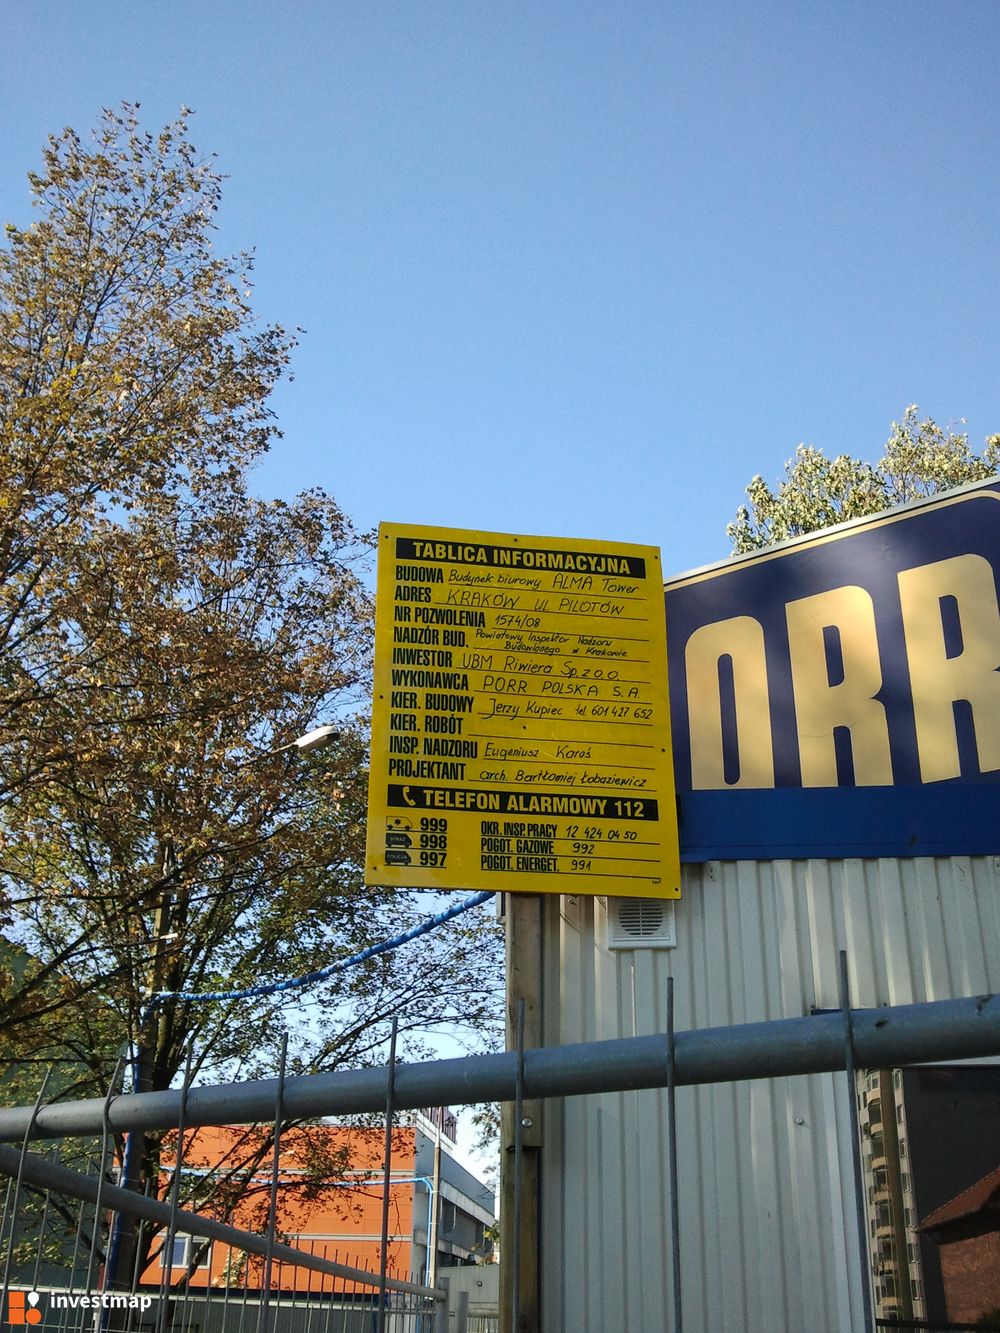 TABLICA INFORMACYJNA
BUDOWA Budynek biurowy ALMA Tower
ADRES KRAKÓW UL. PILOTÓW
NR POZWOLENIA 1574/08
NADZÓR BUD. Powiatowy Inspektor Nadzoru
Budowlanego w Krakowie
INWESTOR UBM Riwiera Sp. z o.o.
WYKONAWCA PORR POLSKA S.A.
KIER. BUDOWY Jerzy Kupiec tel. 601 427 652
KIER. ROBÓT
INSP. NADZORU Eugeniusz Karaś
PROJEKTANT arch. Bartłomiej Łobaziewicz
TELEFON ALARMOWY 112
999 OKR. INSP. PRACY 12 424 04 50
STRAŻ 998 POGOT. GAZOWE 992
POLICJA 997 POGOT. ENERGET. 991
ORR
investmap